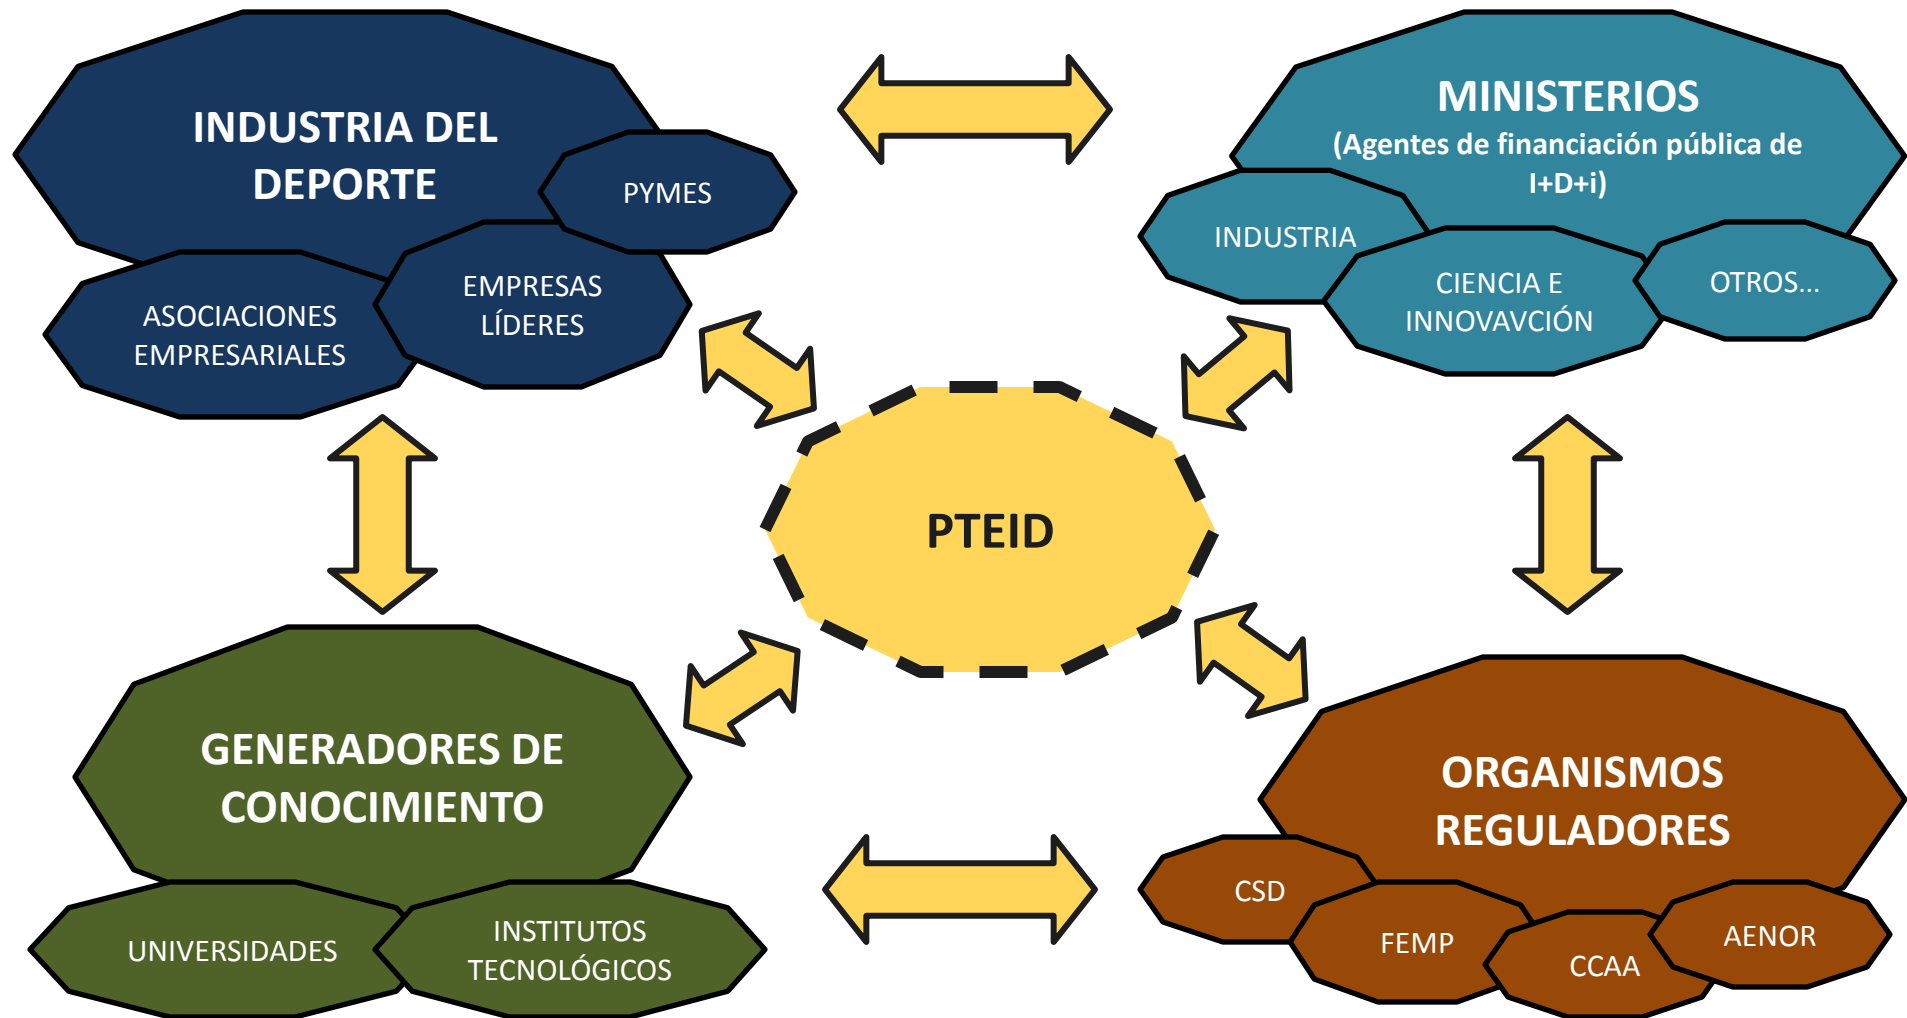 INDUSTRIA DEL
DEPORTE
PYMES
EMPRESAS
LÍDERES
ASOCIACIONES
EMPRESARIALES
MINISTERIOS
(Agentes de financiación pública de
I+D+i)
INDUSTRIA
CIENCIA E
INNOVAVCIÓN
OTROS...
PTEID
GENERADORES DE
CONOCIMIENTO
UNIVERSIDADES
INSTITUTOS
TECNOLÓGICOS
ORGANISMOS
REGULADORES
CSD
FEMP
CCAA
AENOR